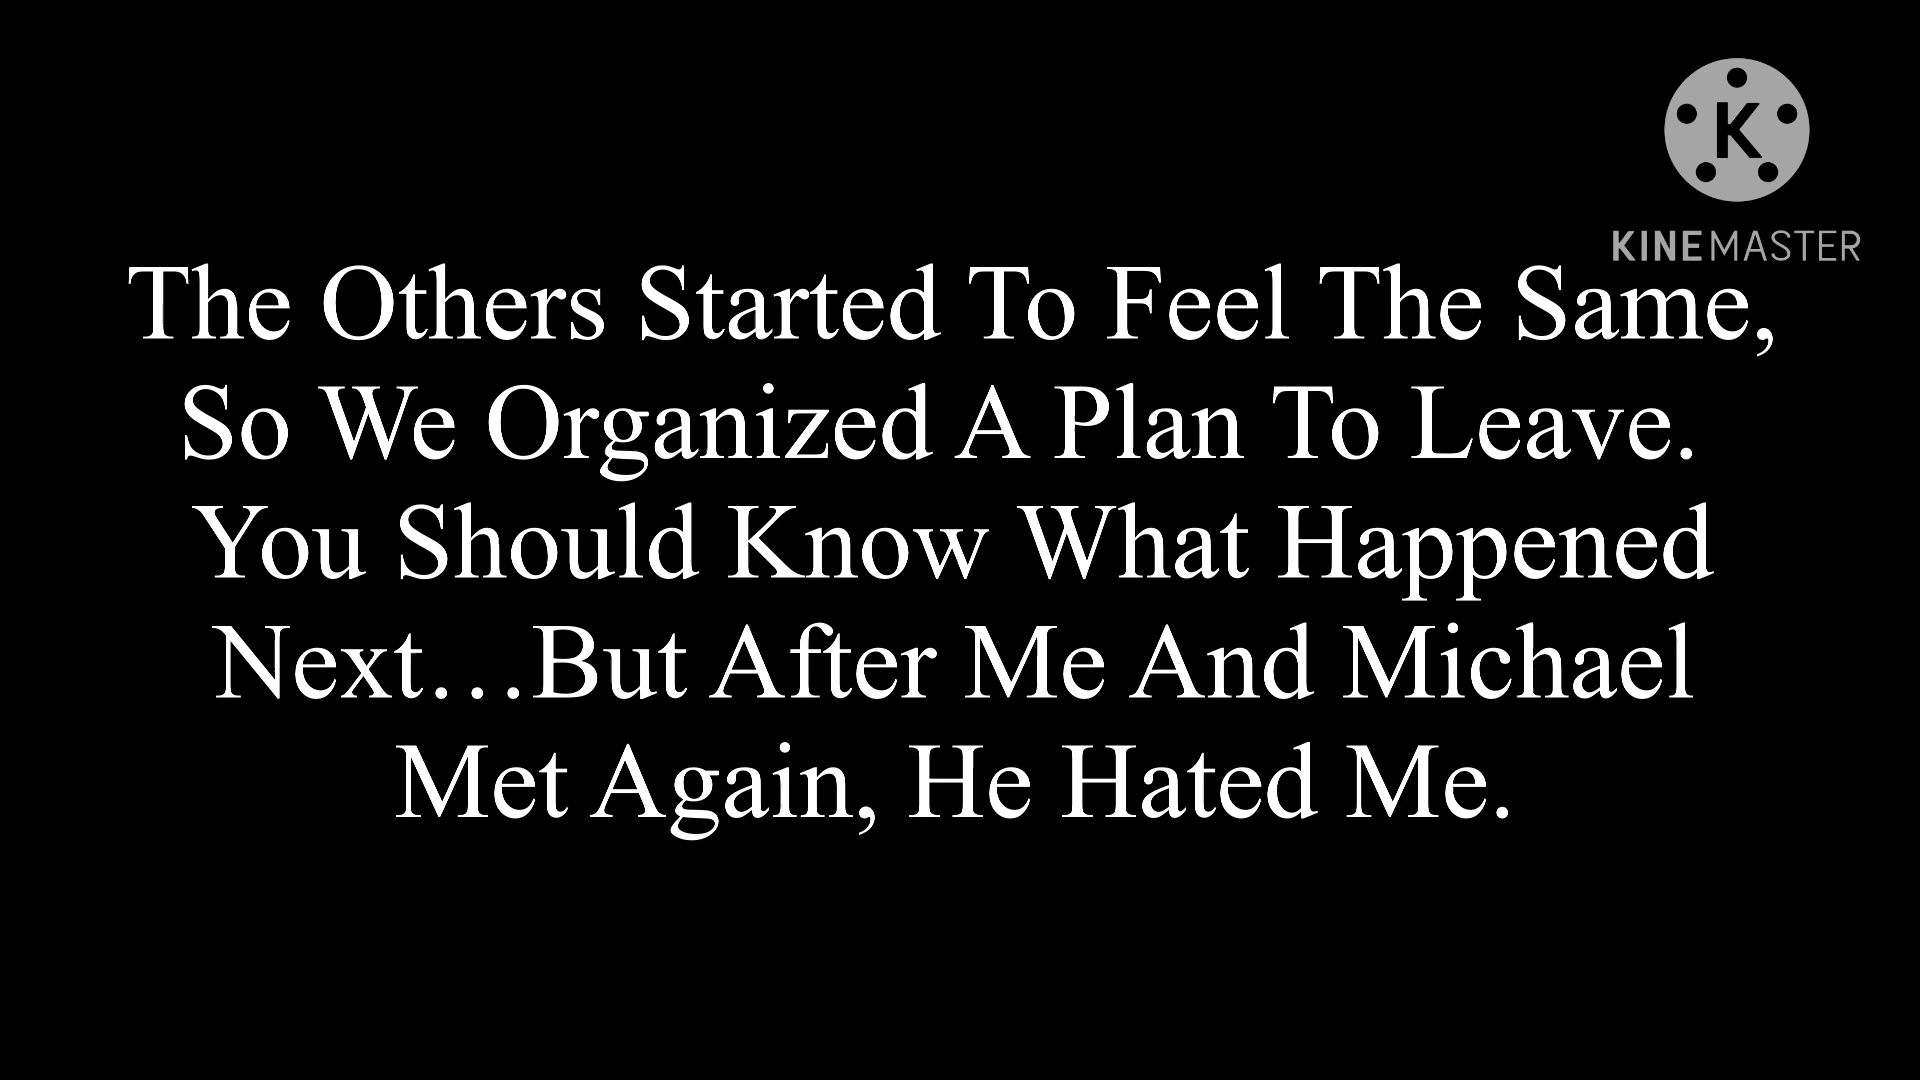 K
KINEMASTER
The Others Started To Feel The Same,
So We Organized A Plan To Leave.
You Should Know What Happened
Next…But After Me And Michael
Met Again, He Hated Me.